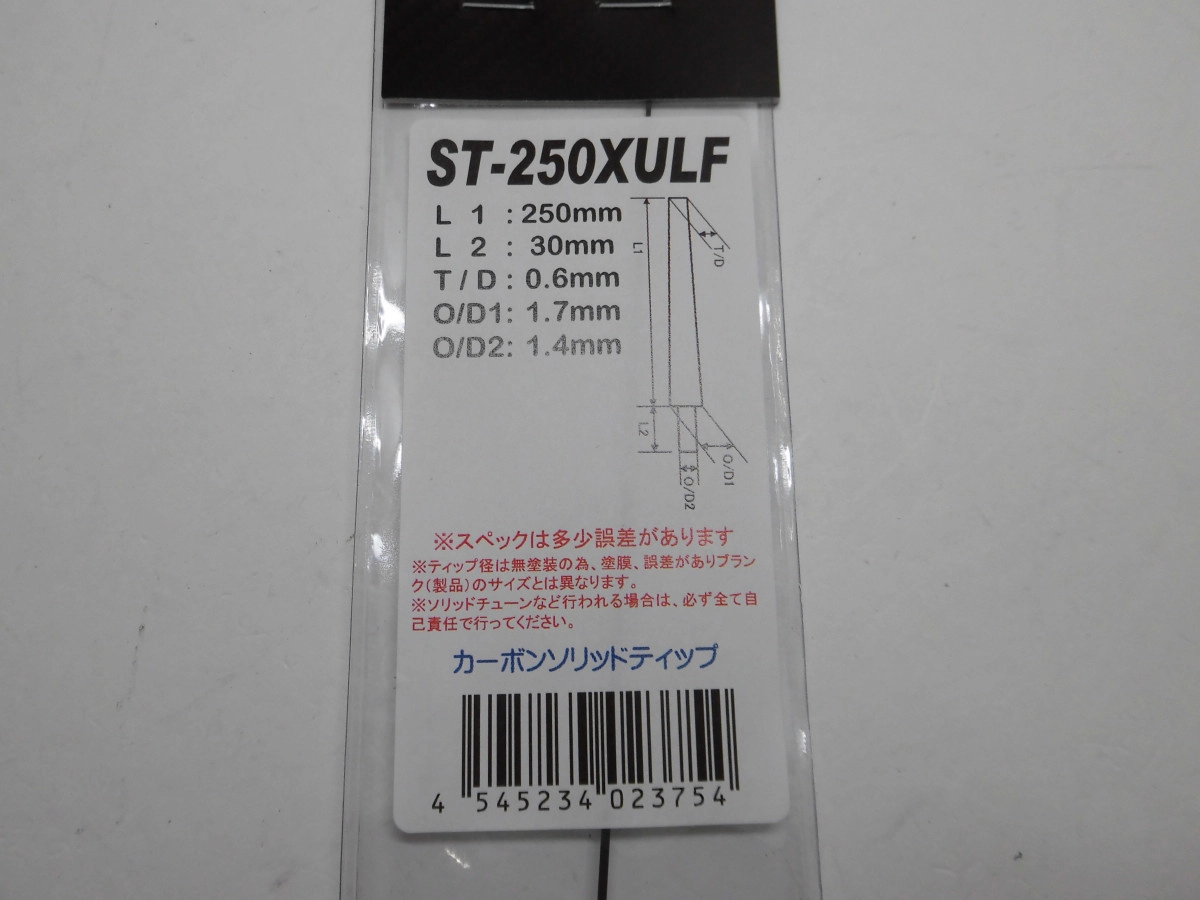 ST-250XULF
L 1 : 250mm
L 2 : 30mm
T / D : 0.6mm
O/D1: 1.7mm
O/D2: 1.4mm
L1
T/D
L2
O/D1
O/D2
※スペックは多少誤差があります
※ティップ径は無塗装の為、塗膜、誤差がありブラン
ク(製品)のサイズとは異なります。
※ソリッドチューンなど行われる場合は、必ず全て自
己責任で行ってください。
カーボンソリッドティップ
4 545234 023754